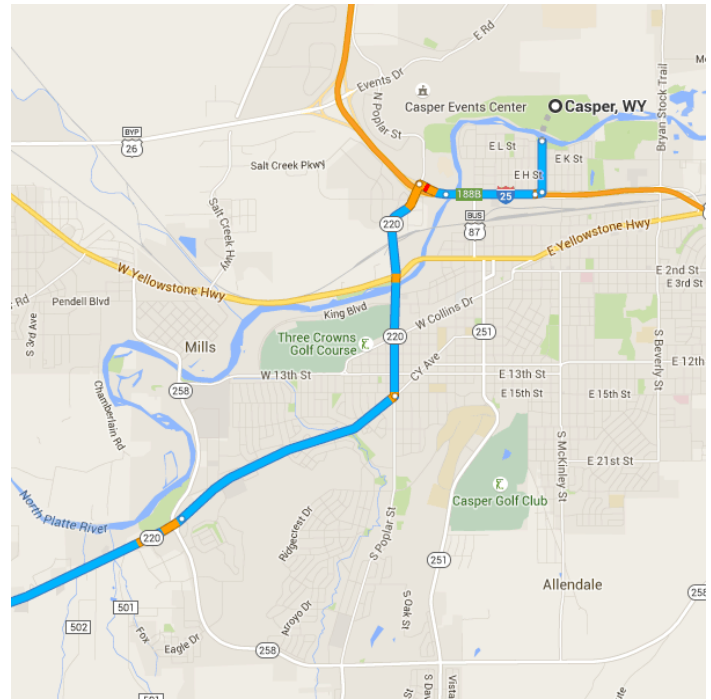 E Rd
Events Dr
N Poplar St
Casper Events Center
Casper, WY
Bryan Stock Trail
BYP
26
Salt Creek Pkwy
E L St
E K St
E H St
188B
25
Salt Creek Hwy
220
BUS
87
E Yellowstone Hwy
W Yellowstone Hwy
E 2nd St
E 3rd St
Pendell Blvd
King Blvd
W Collins Dr
S 3rd Ave
Mills
Three Crowns
Golf Course
220
251
S Beverly St
E 12th
W 13th St
CY Ave
E 13th St
258
E 15th St
E 15th St
Chamberlain Rd
S McKinley St
E 21st St
Casper Golf Club
North Platte River
Ridgecrest Dr
S Poplar St
220
251
Allendale
501
502
Fox
Eagle Dr
Arroyo Dr
S Oak St
258
258
258
S Dav
Vista
501